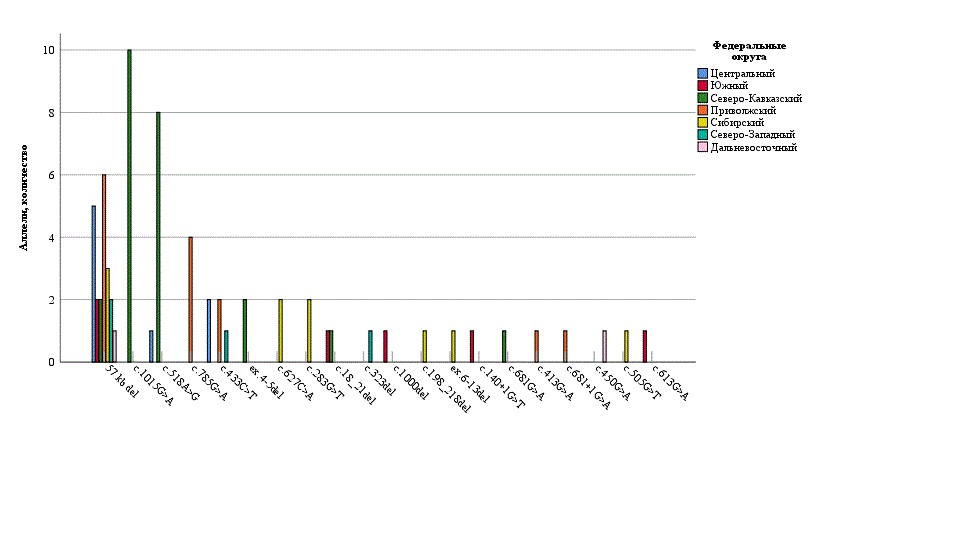 Аллели, количество
10
8
6
4
2
0
57 kb del
c.1015G>A
c.518A>G
c.785G>A
c.433C>T
ex.4-5del
c.627C>A
c.283G>T
c.18_21del
c.323del
c.1000del
c.198_218del
ex.6-13del
c.140+1G>T
c.681G>A
c.413G>A
c.681+1G>A
c.450G>A
c.505G>T
c.613G>A
Федеральные
округа
Центральный
Южный
Северо-Кавказский
Приволжский
Сибирский
Северо-Западный
Дальневосточный